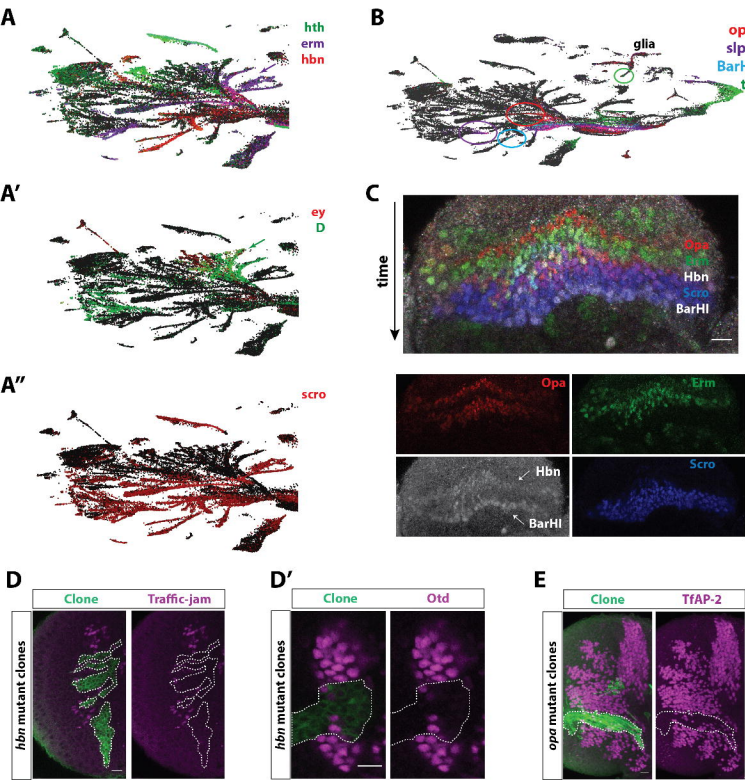 A
hth
erm
hbn
B
glia
op
slp
BarH
t
A'
ey
D
A"
scro
C
time
Opa
Erm
Hbn
Scro
BarHI
Opa
Erm
Hbn
BarHI
Scro
D
Clone Traffic-jam
hbn mutant clones
D'
Clone Otd
hbn mutant clones
E
Clone TfAP-2
opa mutant clones